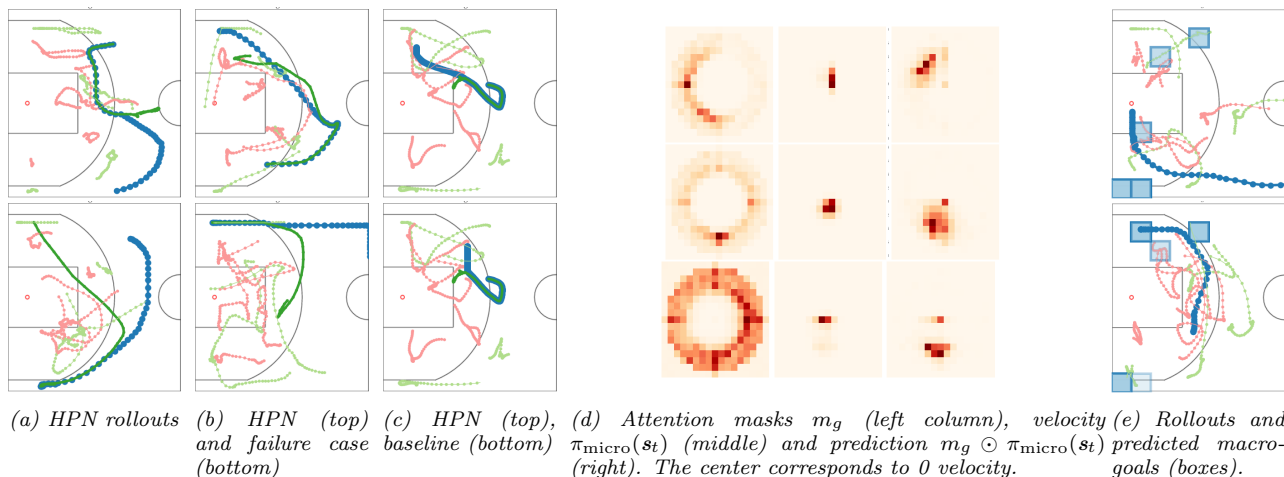 (a) HPN rollouts
(b) HPN (top)
and failure case
(bottom)
(c) HPN (top),
baseline (bottom)
(d) Attention masks m_g (left column), velocity
π_micro(s_t) (middle) and prediction m_g ⊙ π_micro(s_t)
(right). The center corresponds to 0 velocity.
(e) Rollouts and
predicted macro-
goals (boxes).